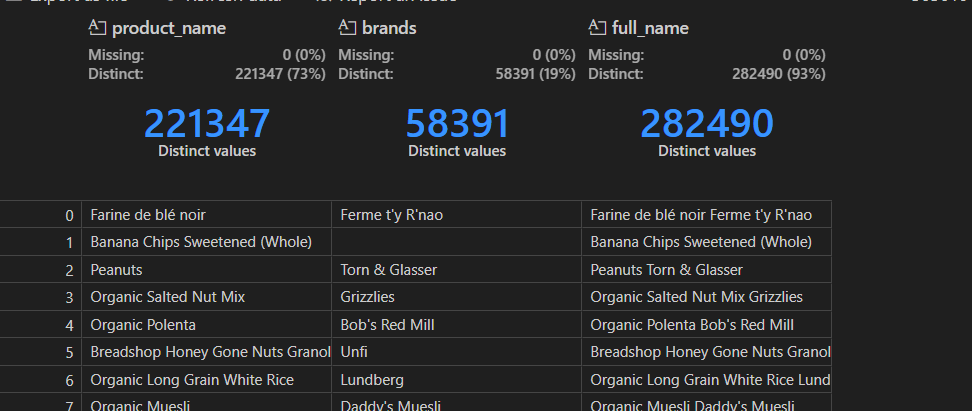 product_name brands full_name
Missing: 0 (0%) Missing: 0 (0%) Missing: 0 (0%)
Distinct: 221347 (73%) Distinct: 58391 (19%) Distinct: 282490 (93%)
221347 58391 282490
Distinct values Distinct values Distinct values
0 Farine de blé noir Ferme t'y R'nao Farine de blé noir Ferme t'y R'nao
1 Banana Chips Sweetened (Whole) Banana Chips Sweetened (Whole)
2 Peanuts Torn & Glasser Peanuts Torn & Glasser
3 Organic Salted Nut Mix Grizzlies Organic Salted Nut Mix Grizzlies
4 Organic Polenta Bob's Red Mill Organic Polenta Bob's Red Mill
5 Breadshop Honey Gone Nuts Granol Unfi Breadshop Honey Gone Nuts Granol
6 Organic Long Grain White Rice Lundberg Organic Long Grain White Rice Lund
7 Organic Muesli Daddy's Muesli Organic Muesli Daddy's Muesli